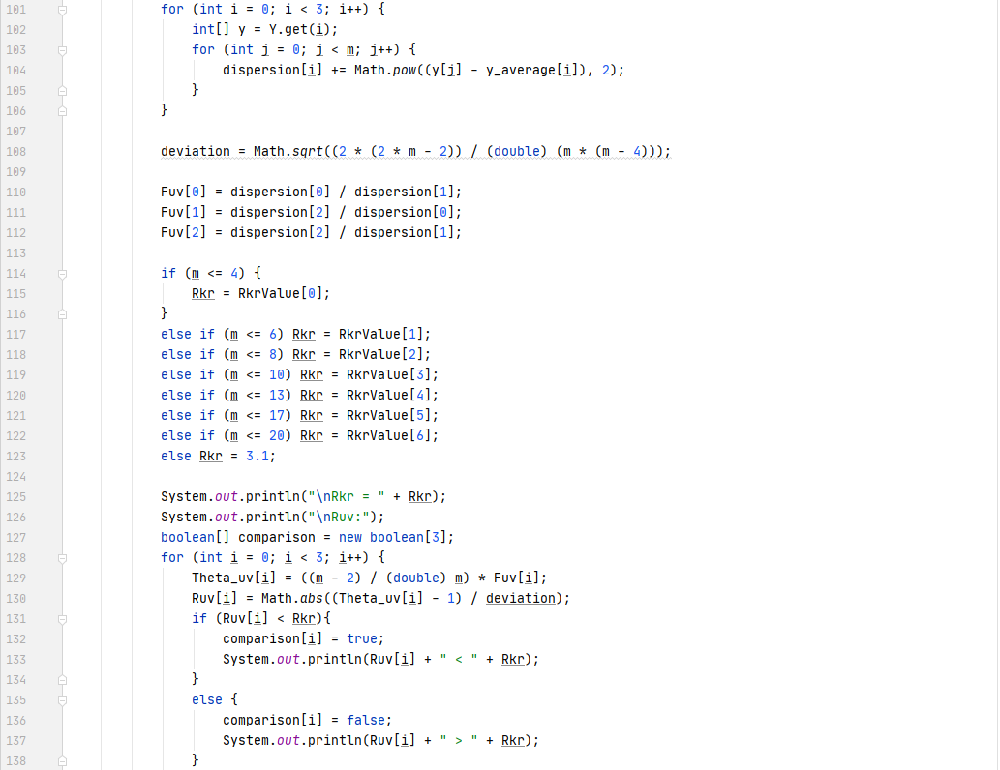 101 for (int i = 0; i < 3; i++) {
102 int[] y = Y.get(i);
103 for (int j = 0; j < m; j++) {
104 dispersion[i] += Math.pow((y[j] - y_average[i]), 2);
105 }
106 }
107
108 deviation = Math.sqrt((2 * (2 * m - 2)) / (double) (m * (m - 4)));
109
110 Fuv[0] = dispersion[0] / dispersion[1];
111 Fuv[1] = dispersion[2] / dispersion[0];
112 Fuv[2] = dispersion[2] / dispersion[1];
113
114 if (m <= 4) {
115 Rkr = RkrValue[0];
116 }
117 else if (m <= 6) Rkr = RkrValue[1];
118 else if (m <= 8) Rkr = RkrValue[2];
119 else if (m <= 10) Rkr = RkrValue[3];
120 else if (m <= 13) Rkr = RkrValue[4];
121 else if (m <= 17) Rkr = RkrValue[5];
122 else if (m <= 20) Rkr = RkrValue[6];
123 else Rkr = 3.1;
124
125 System.out.println("\nRkr = " + Rkr);
126 System.out.println("\nRuv:");
127 boolean[] comparison = new boolean[3];
128 for (int i = 0; i < 3; i++) {
129 Theta_uv[i] = ((m - 2) / (double) m) * Fuv[i];
130 Ruv[i] = Math.abs((Theta_uv[i] - 1) / deviation);
131 if (Ruv[i] < Rkr){
132 comparison[i] = true;
133 System.out.println(Ruv[i] + " < " + Rkr);
134 }
135 else {
136 comparison[i] = false;
137 System.out.println(Ruv[i] + " > " + Rkr);
138 }